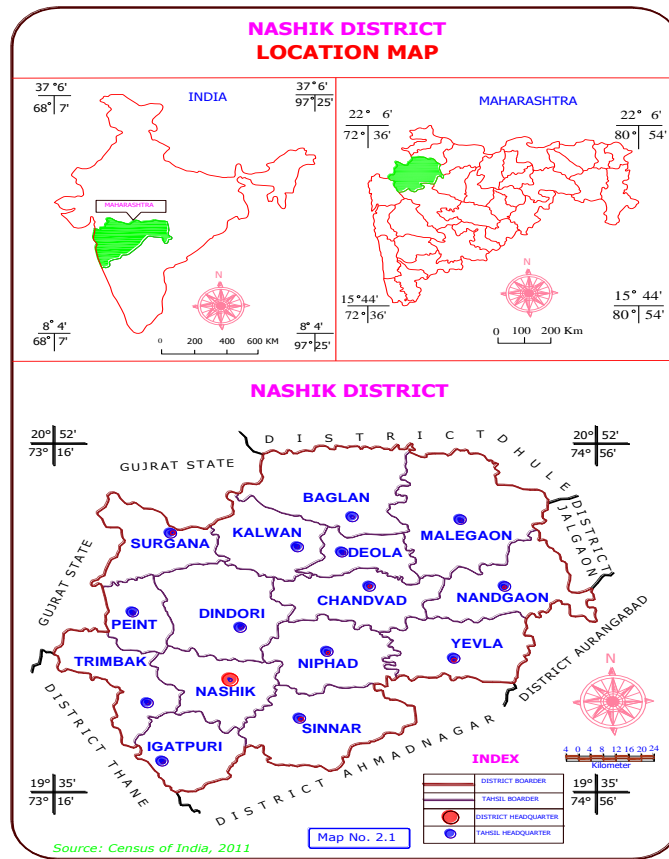 NASHIK DISTRICT
LOCATION MAP
37° 6'
68° 7'
INDIA
37° 6'
97° 25'
MAHARASHTRA
N
8° 4'
68° 7'
8° 4'
97° 25'
0 200 400 600 KM
22° 6'
72° 36'
MAHARASHTRA
22° 6'
80° 54'
N
15° 44'
72° 36'
15° 44'
80° 54'
0 100 200 Km
NASHIK DISTRICT
20° 52'
73° 16'
20° 52'
74° 56'
GUJRAT STATE
DISTRICT DHULE
DISTRICT JALGAON
BAGLAN
MALEGAON
SURGANA
KALWAN
DEOLA
GUJRAT STATE
PEINT
DINDORI
CHANDVAD
NANDGAON
TRIMBAK
NASHIK
NIPHAD
YEVLA
DISTRICT AURANGABAD
IGATPURI
SINNAR
DISTRICT THANE
DISTRICT AHMADNAGAR
N
4 0 4 8 12 16 20 24
Kilometer
19° 35'
73° 16'
19° 35'
74° 56'
INDEX
DISTRICT BOARDER
TAHSIL BOARDER
DISTRICT HEADQUARTER
TAHSIL HEADQUARTER
Map No. 2.1
Source: Census of India, 2011